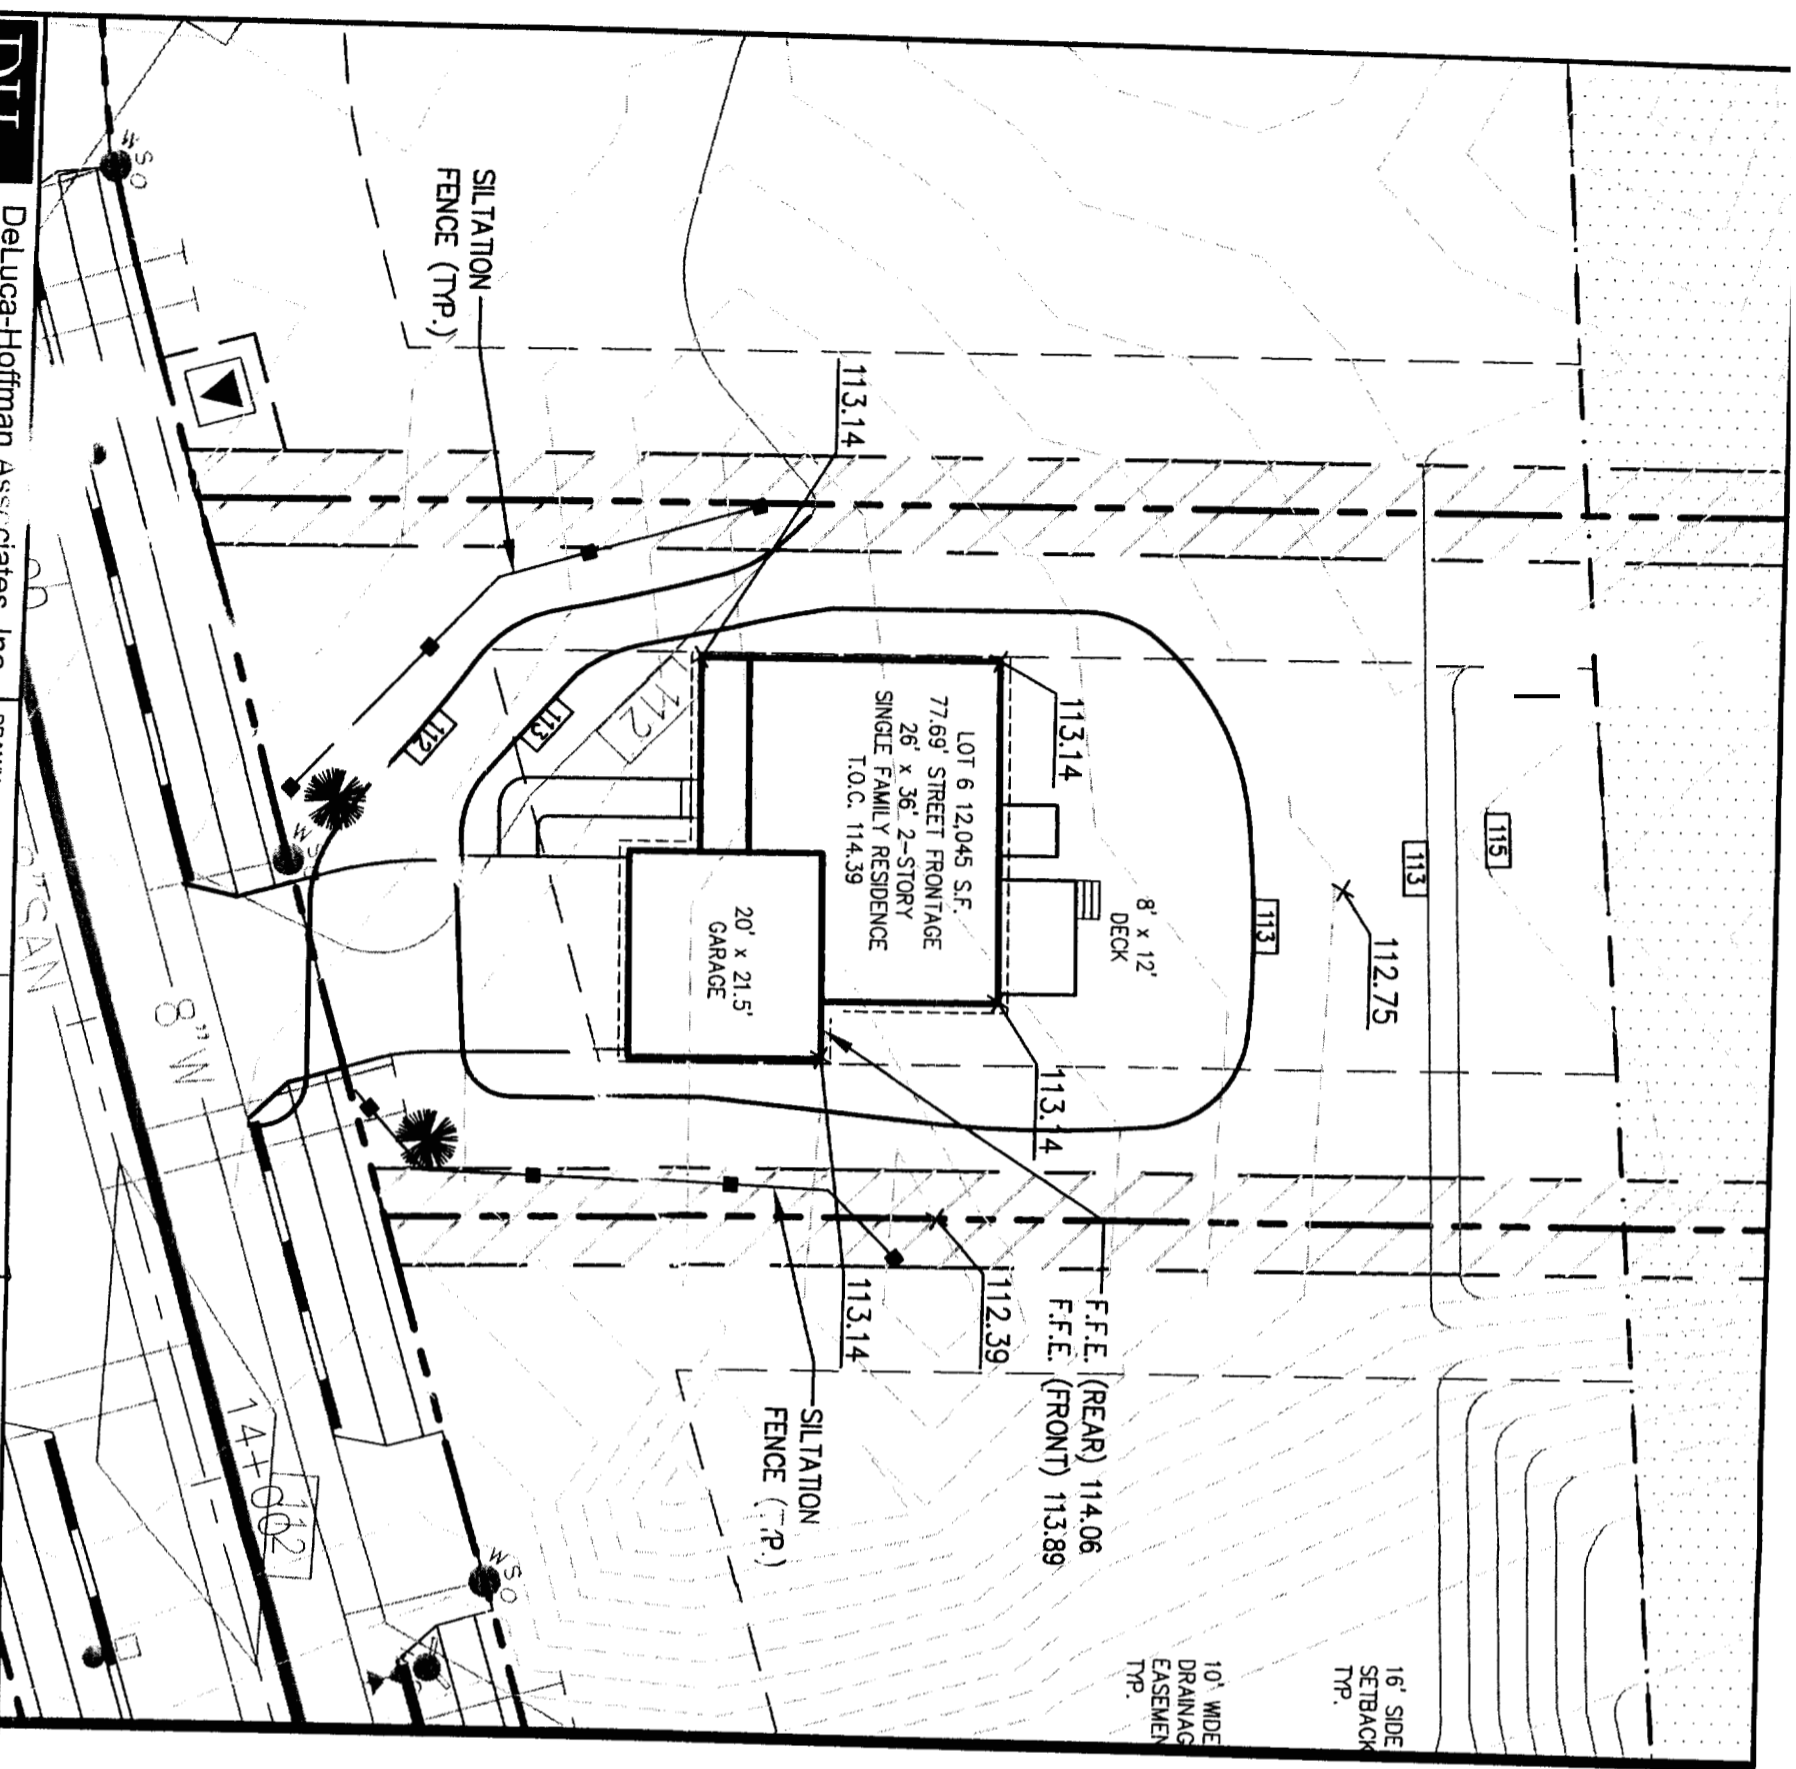 16' SIDE
SETBACK
TYP.
10' WIDE
DRAINAG
EASEMEN
TYP.
115
113
112.75
113
8' x 12'
DECK
113.14
113.14
F.F.E. (REAR) 114.06
F.F.E. (FRONT) 113.89
112.39
LOT 6 12,045 S.F.
77.69' STREET FRONTAGE
26' x 36' 2-STORY
SINGLE FAMILY RESIDENCE
T.O.C. 114.39
113.14
113.14
20' x 21.5'
GARAGE
SILTATION
FENCE
SILTATION
FENCE (TYP.)
112
113
112
W S O
W S
W S O
8"W
14+00
112
DeLuca-Hoffman Associates, Inc.